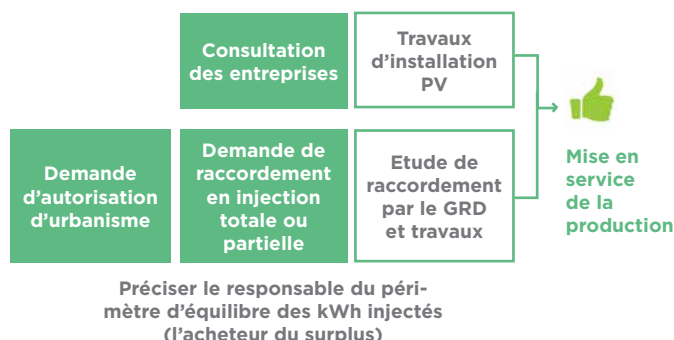 Consultation
des entreprises
Travaux
d'installation
PV
Demande
d'autorisation
d'urbanisme
Demande de
raccordement
en injection
totale ou
partielle
Etude de
raccordement
par le GRD
et travaux
Mise en
service
de la
production
Préciser le responsable du péri-
mètre d'équilibre des kWh injectés
(l'acheteur du surplus)